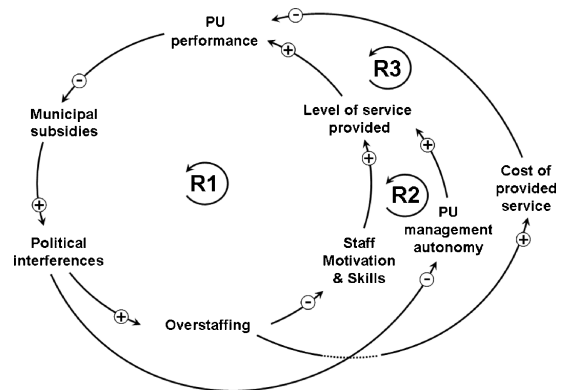 PU
performance
−
+
R3
−
Municipal
subsidies
Level of service
provided
+
+
Cost of
provided
service
R1
R2
+
PU
management
autonomy
+
Political
interferences
Staff
Motivation
& Skills
+
−
+
Overstaffing
−